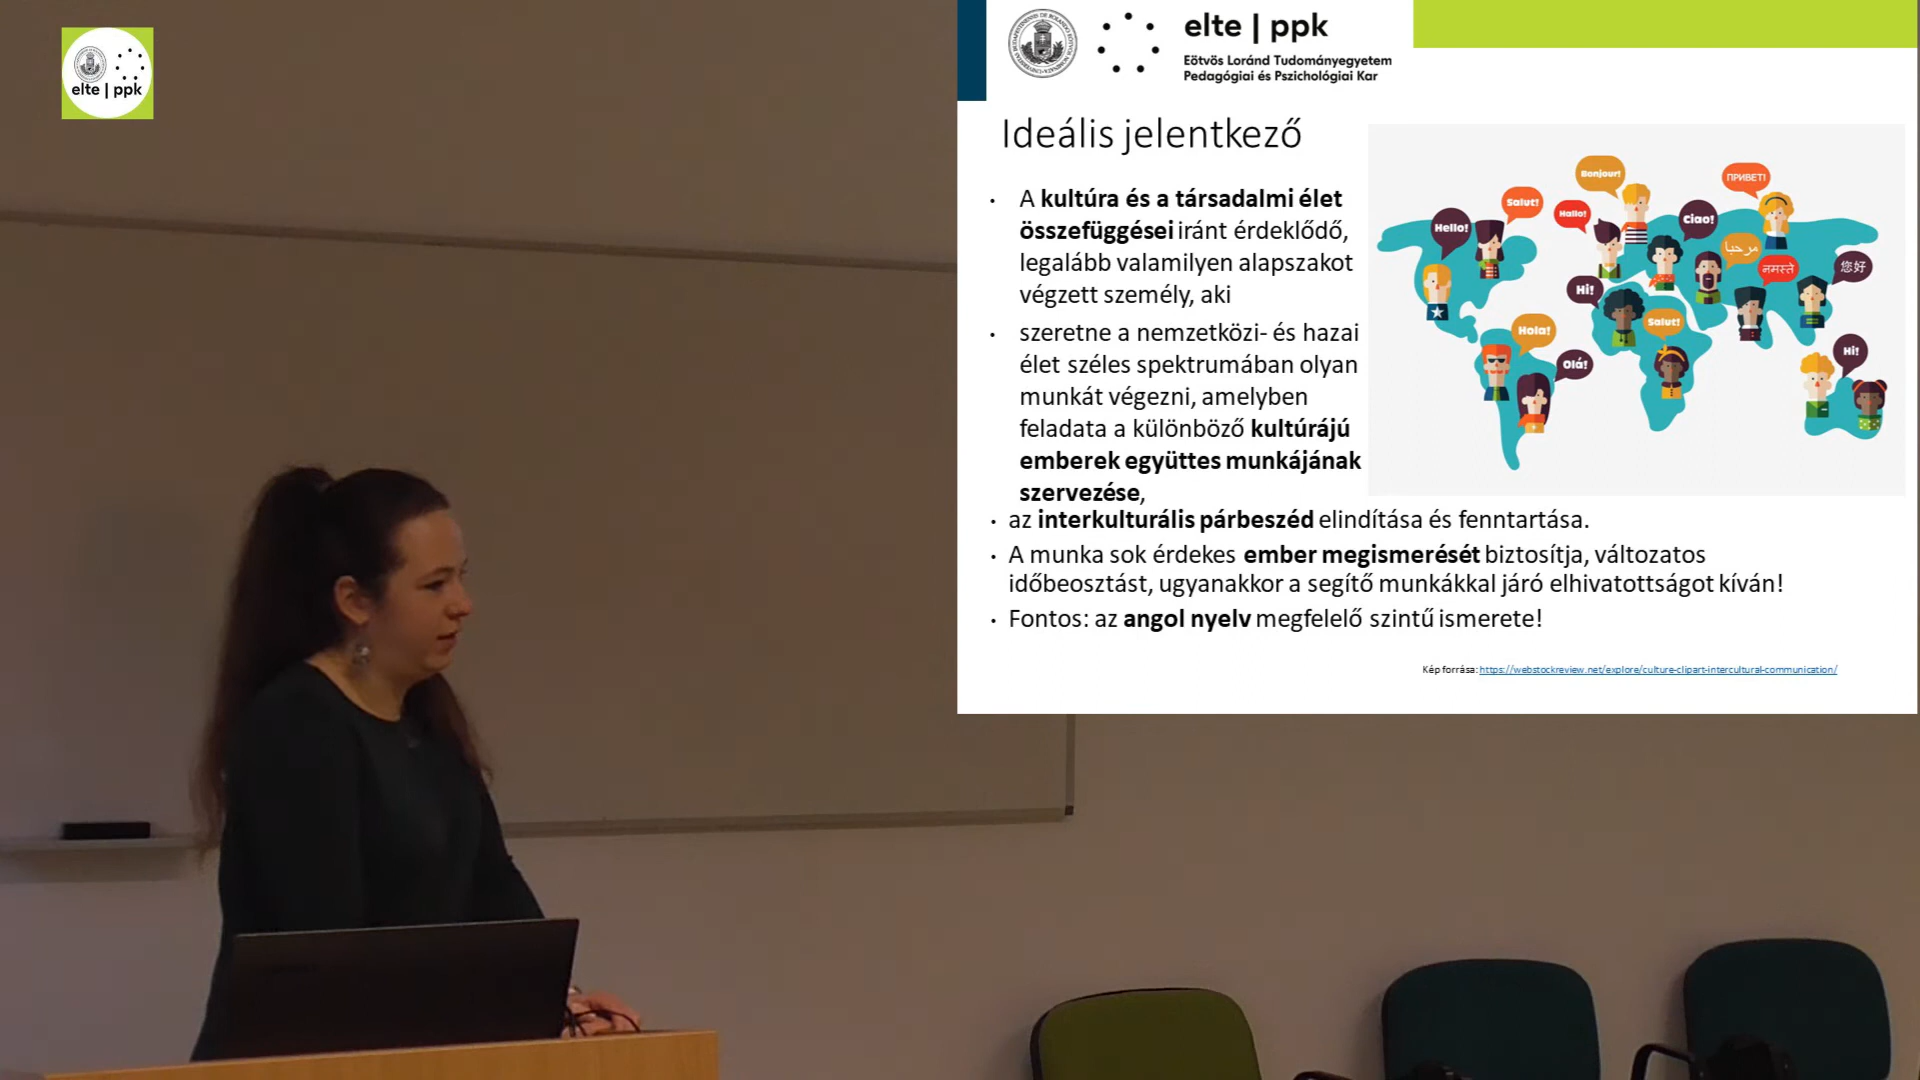 elte | ppk
elte | ppk
Eötvös Loránd Tudományegyetem
Pedagógiai és Pszichológiai Kar
Ideális jelentkező
• A kultúra és a társadalmi élet
összefüggései iránt érdeklődő,
legalább valamilyen alapszakot
végzett személy, aki
• szeretne a nemzetközi- és hazai
élet széles spektrumában olyan
munkát végezni, amelyben
feladata a különböző kultúrájú
emberek együttes munkájának
szervezése,
• az interkulturális párbeszéd elindítása és fenntartása.
• A munka sok érdekes ember megismerését biztosítja, változatos
időbeosztást, ugyanakkor a segítő munkákkal járó elhivatottságot kíván!
• Fontos: az angol nyelv megfelelő szintű ismerete!
Bonjour!
ПРИВЕТ!
Salut!
Hallo!
Ciao!
Hello!
مرحبا
नमस्ते
您好
Hi!
Salut!
Hola!
Olá!
Hi!
Kép forrása: https://webstockreview.net/explore/culture-clipart-intercultural-communication/